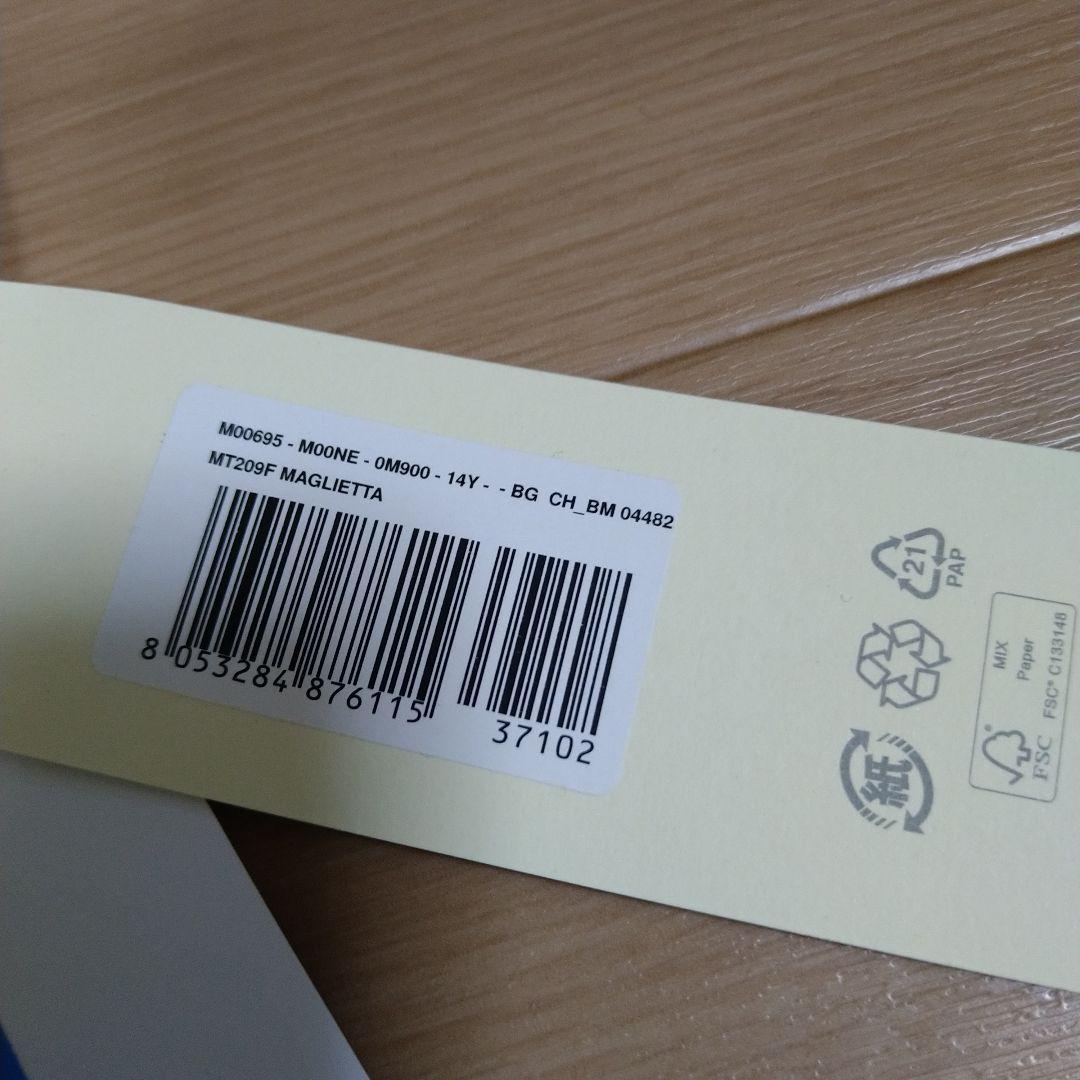 M00695 - M00NE - 0M900 - 14Y - - BG CH_BM 04482
MT209F MAGLIETTA
8 053284 876115
37102
21
PAP
紙
MIX
Paper
FSC® C133148
FSC